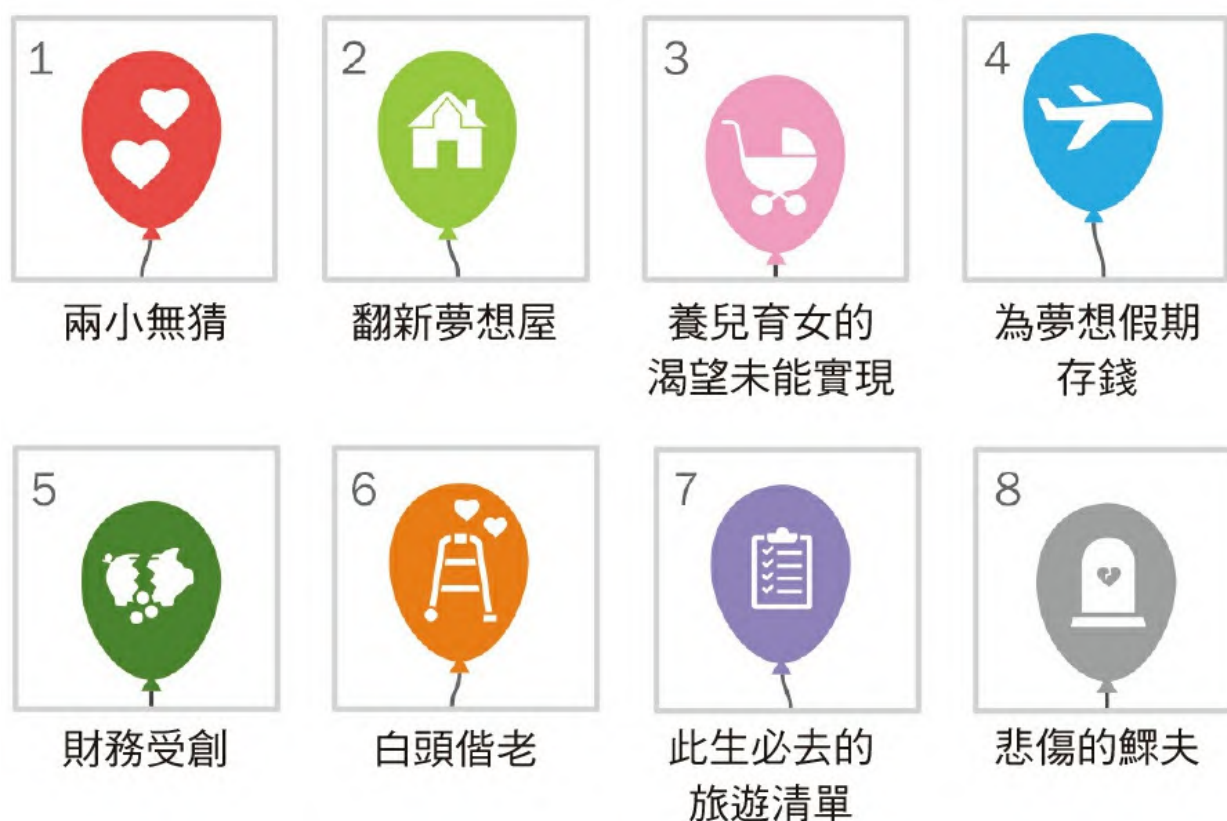 1
2
3
4
兩小無猜
翻新夢想屋
養兒育女的
渴望未能實現
為夢想假期
存錢
5
6
7
8
財務受創
白頭偕老
此生必去的
旅遊清單
悲傷的鰥夫